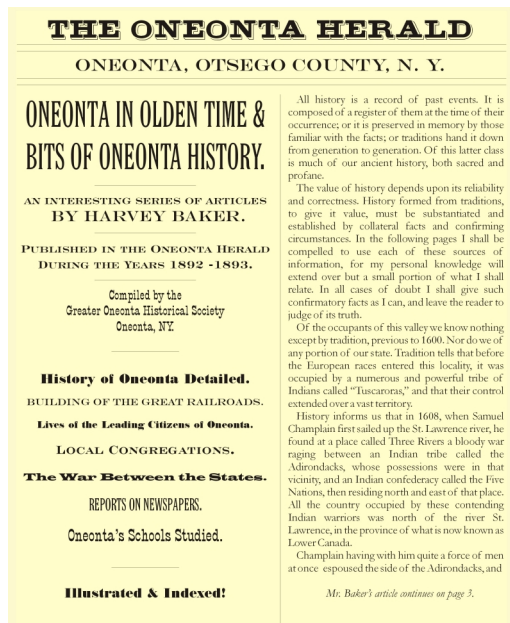 THE ONEONTA HERALD
ONEONTA, OTSEGO COUNTY, N. Y.
ONEONTA IN OLDEN TIME &
BITS OF ONEONTA HISTORY.
AN INTERESTING SERIES OF ARTICLES
BY HARVEY BAKER.
PUBLISHED IN THE ONEONTA HERALD
DURING THE YEARS 1892 -1893.
Compiled by the
Greater Oneonta Historical Society
Oneonta, NY.
History of Oneonta Detailed.
BUILDING OF THE GREAT RAILROADS.
Lives of the Leading Citizens of Oneonta.
LOCAL CONGREGATIONS.
The War Between the States.
REPORTS ON NEWSPAPERS.
Oneonta's Schools Studied.
Illustrated & Indexed!
All history is a record of past events. It is
composed of a register of them at the time of their
occurrence; or it is preserved in memory by those
familiar with the facts; or traditions hand it down
from generation to generation. Of this latter class
is much of our ancient history, both sacred and
profane.
The value of history depends upon its reliability
and correctness. History formed from traditions,
to give it value, must be substantiated and
established by collateral facts and confirming
circumstances. In the following pages I shall be
compelled to use each of these sources of
information, for my personal knowledge will
extend over but a small portion of what I shall
relate. In all cases of doubt I shall give such
confirmatory facts as I can, and leave the reader to
judge of its truth.
Of the occupants of this valley we know nothing
except by tradition, previous to 1600. Nor do we of
any portion of our state. Tradition tells that before
the European races entered this locality, it was
occupied by a numerous and powerful tribe of
Indians called "Tuscaroras," and that their control
extended over a vast territory.
History informs us that in 1608, when Samuel
Champlain first sailed up the St. Lawrence river, he
found at a place called Three Rivers a bloody war
raging between an Indian tribe called the
Adirondacks, whose possessions were in that
vicinity, and an Indian confederacy called the Five
Nations, then residing north and east of that place.
All the country occupied by these contending
Indian warriors was north of the river St.
Lawrence, in the province of what is now known as
Lower Canada.
Champlain having with him quite a force of men
at once espoused the side of the Adirondacks, and
Mr. Baker's article continues on page 3.